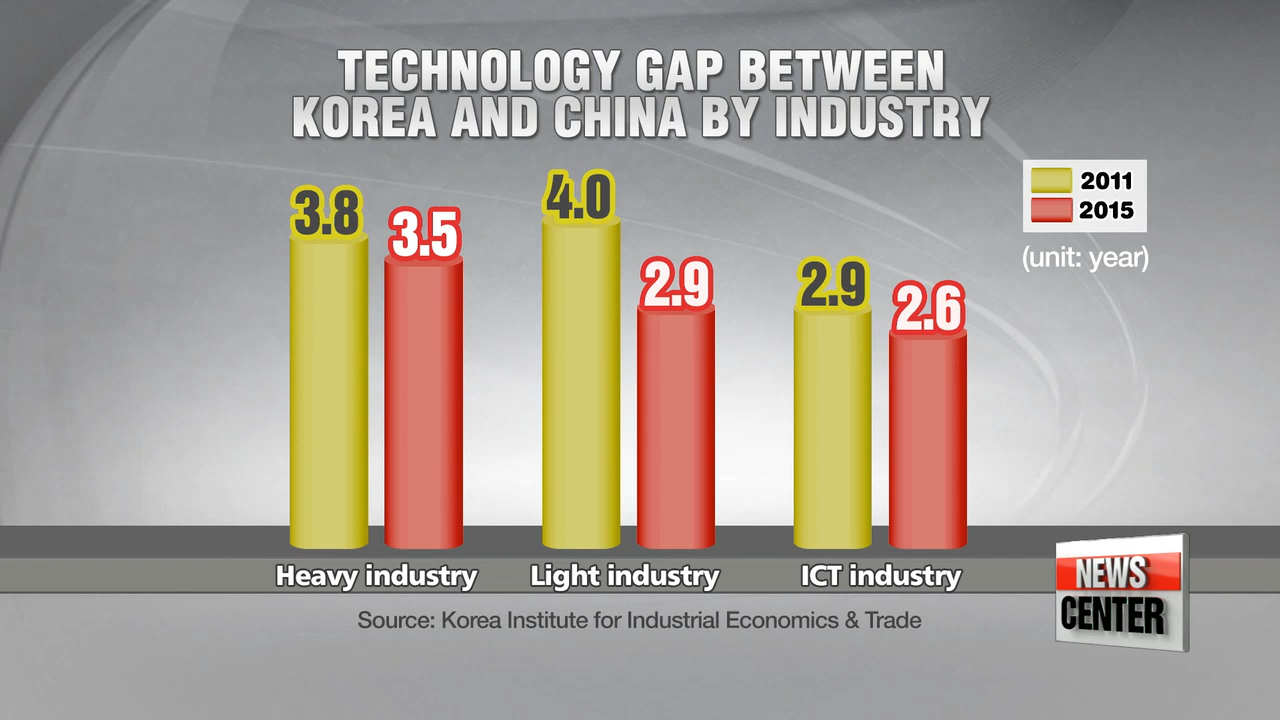 TECHNOLOGY GAP BETWEEN
KOREA AND CHINA BY INDUSTRY
2011
2015
(unit: year)
3.8
3.5
4.0
2.9
2.9
2.6
Heavy industry
Light industry
ICT industry
Source: Korea Institute for Industrial Economics & Trade
NEWS
CENTER